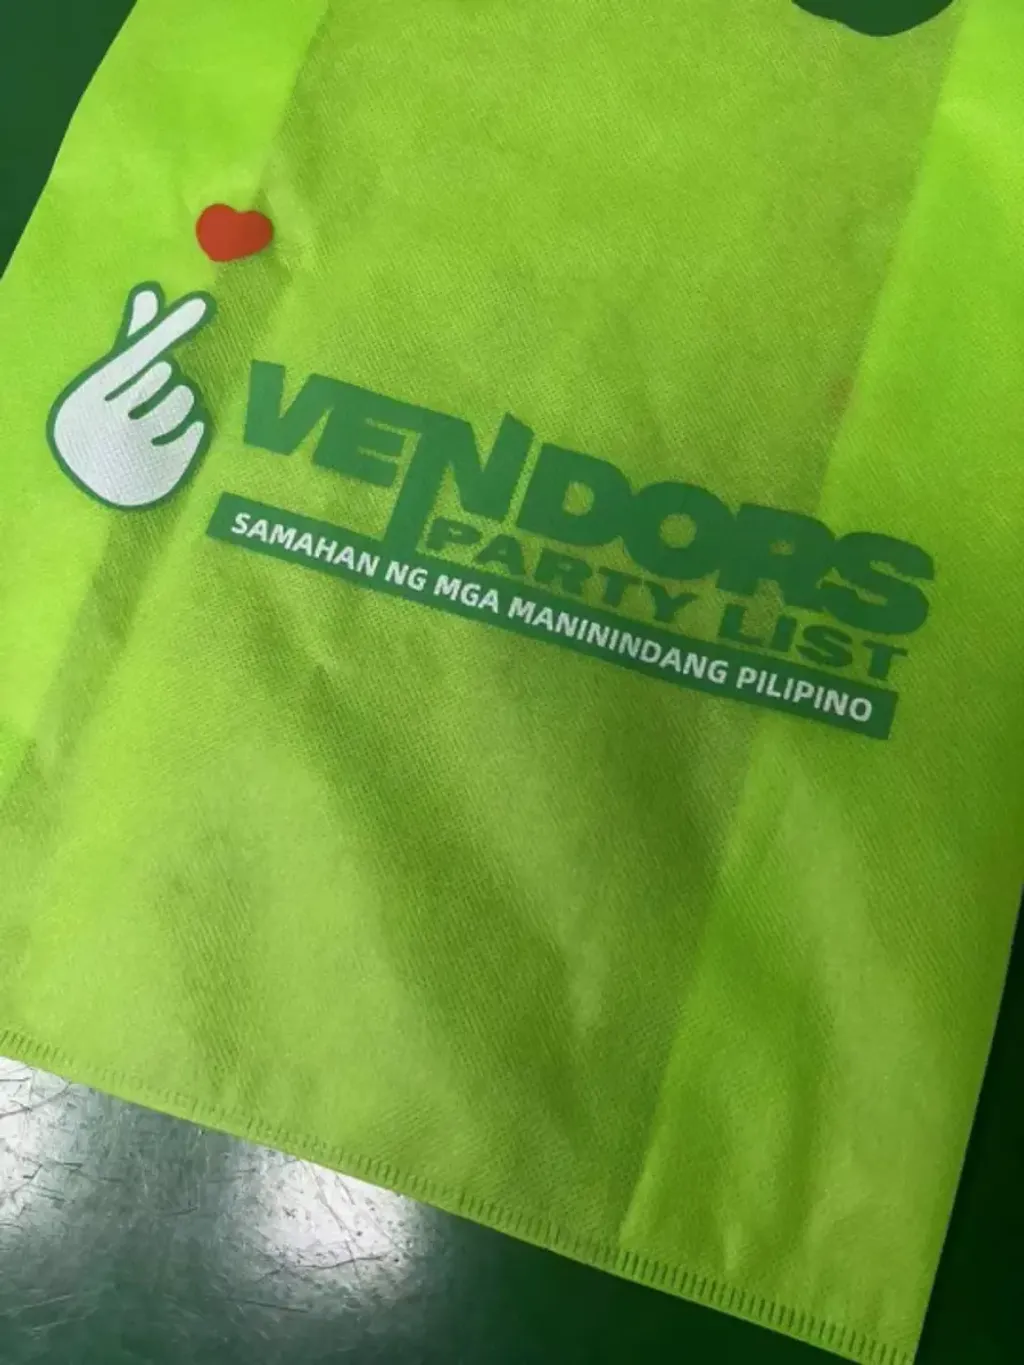 VENDORS
PARTY LIST
SAMAHAN NG MGA MANININDANG PILIPINO